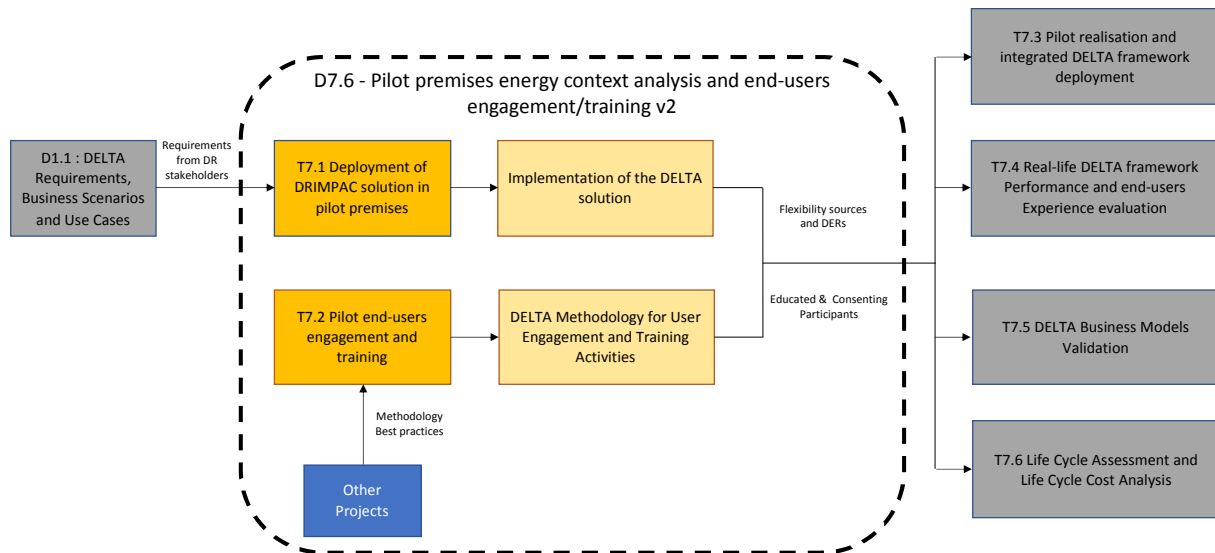 D7.6 - Pilot premises energy context analysis and end-users
engagement/training v2
D1.1 : DELTA
Requirements,
Business Scenarios
and Use Cases
Requirements
from DR
stakeholders
T7.1 Deployment of
DRIMPAC solution in
pilot premises
Implementation of the DELTA
solution
Flexibility sources
and DERs
T7.2 Pilot end-users
engagement and
training
DELTA Methodology for User
Engagement and Training
Activities
Educated & Consenting
Participants
Methodology
Best practices
Other
Projects
T7.3 Pilot realisation and
integrated DELTA framework
deployment
T7.4 Real-life DELTA framework
Performance and end-users
Experience evaluation
T7.5 DELTA Business Models
Validation
T7.6 Life Cycle Assessment and
Life Cycle Cost Analysis